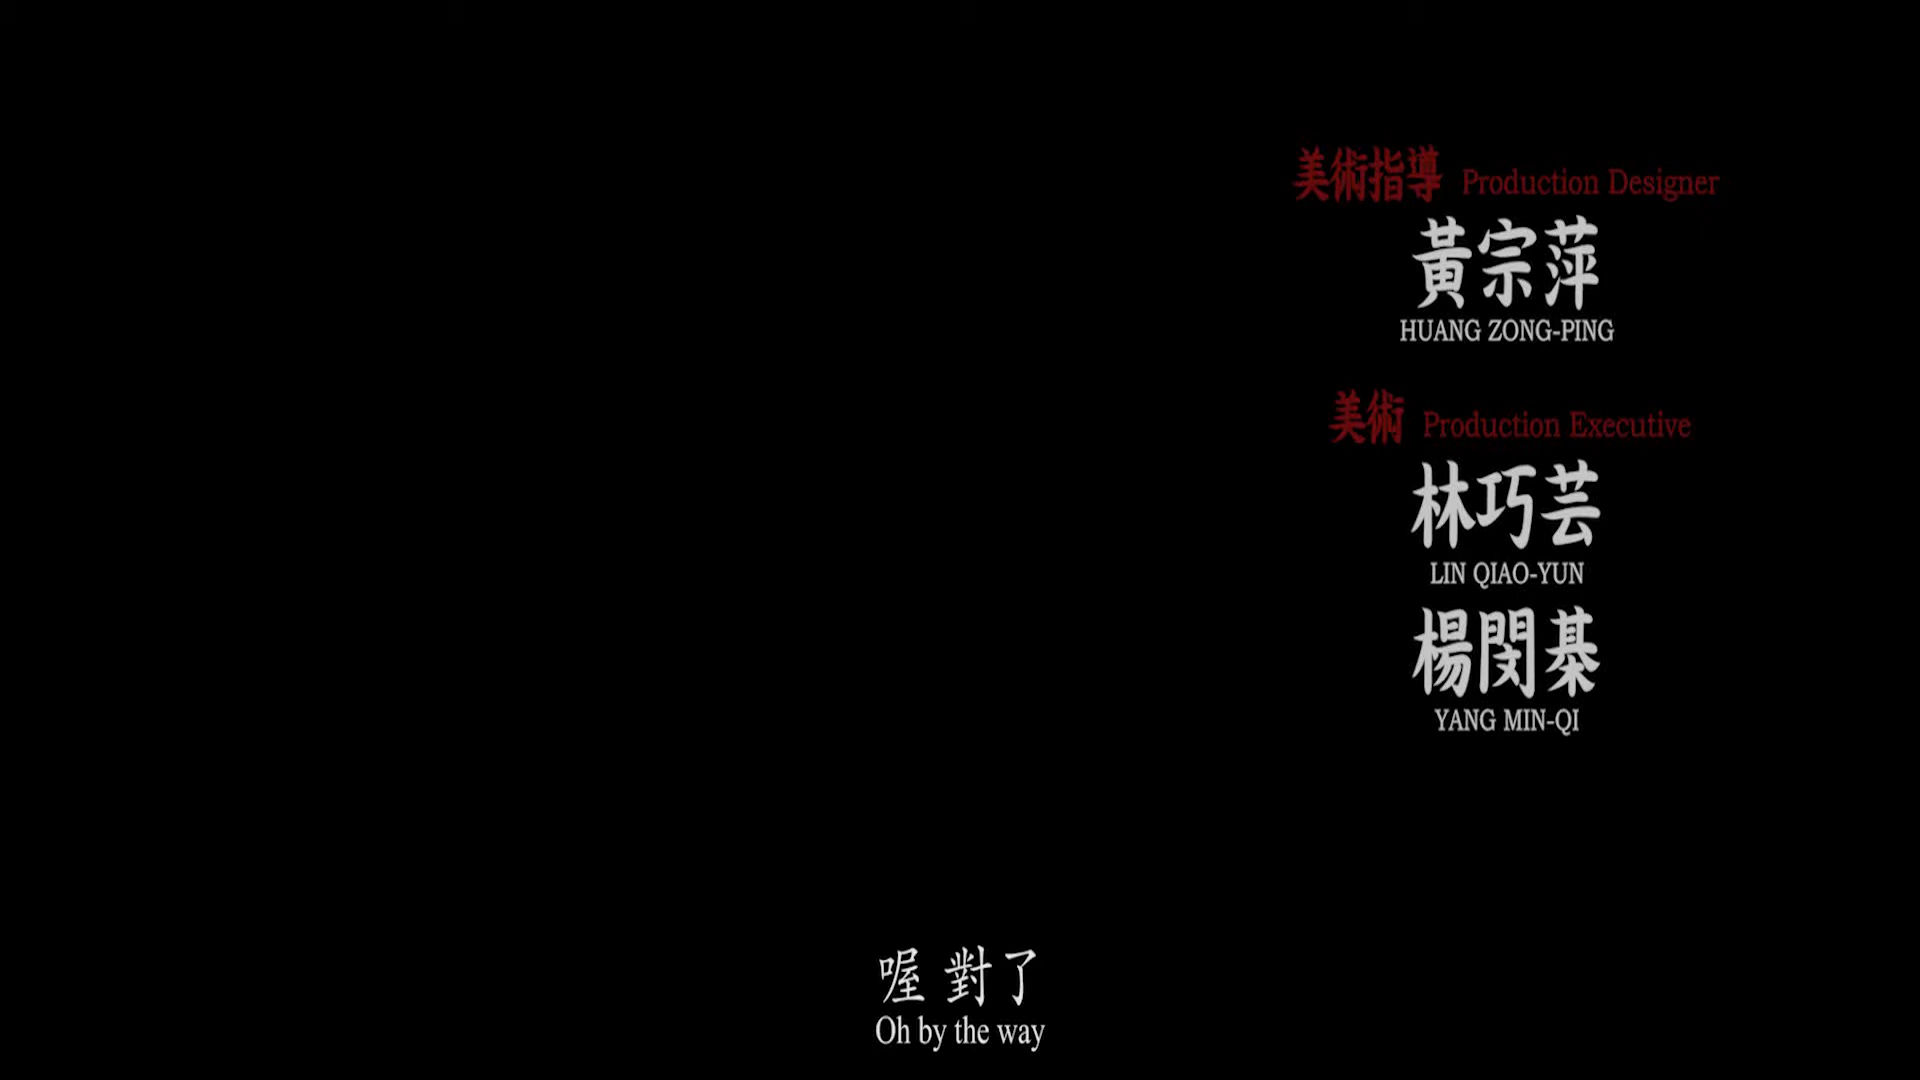 美術指導 Production Designer
黃宗萍
HUANG ZONG-PING
美術 Production Executive
林巧芸
LIN QIAO-YUN
楊閔棊
YANG MIN-QI
喔 對了
Oh by the way